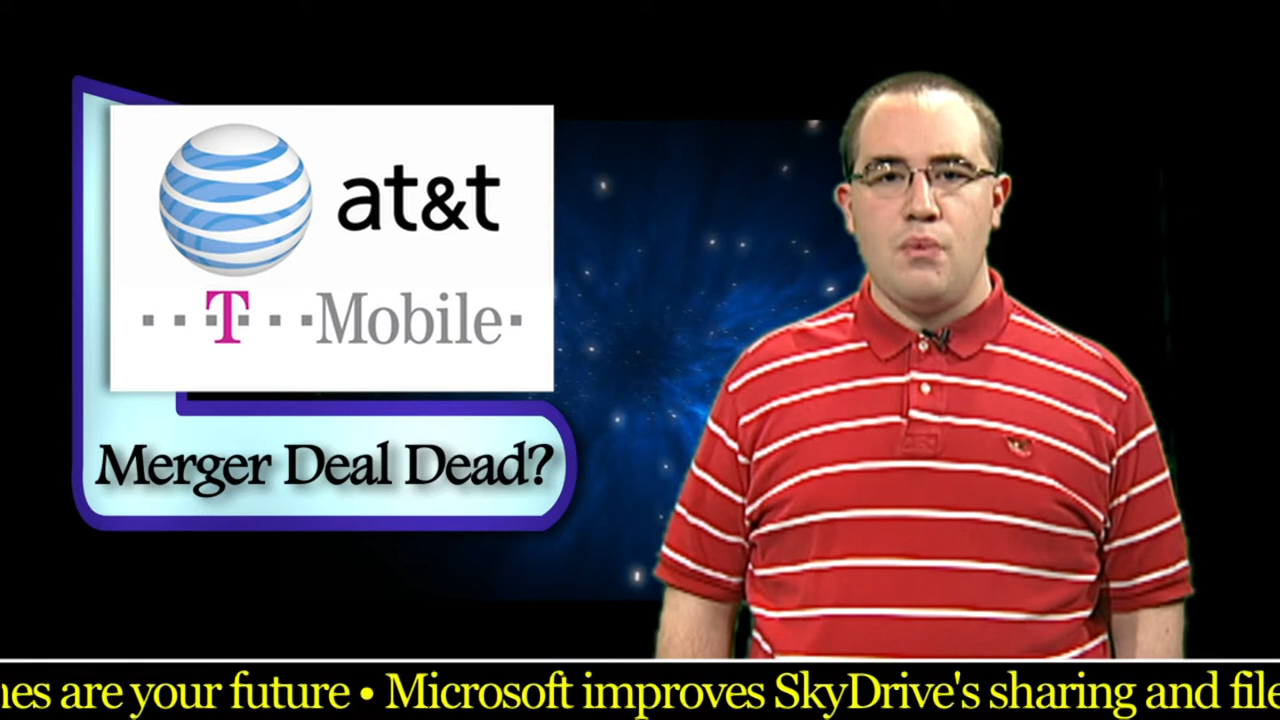 at&t
T Mobile
Merger Deal Dead?
nes are your future • Microsoft improves SkyDrive's sharing and file